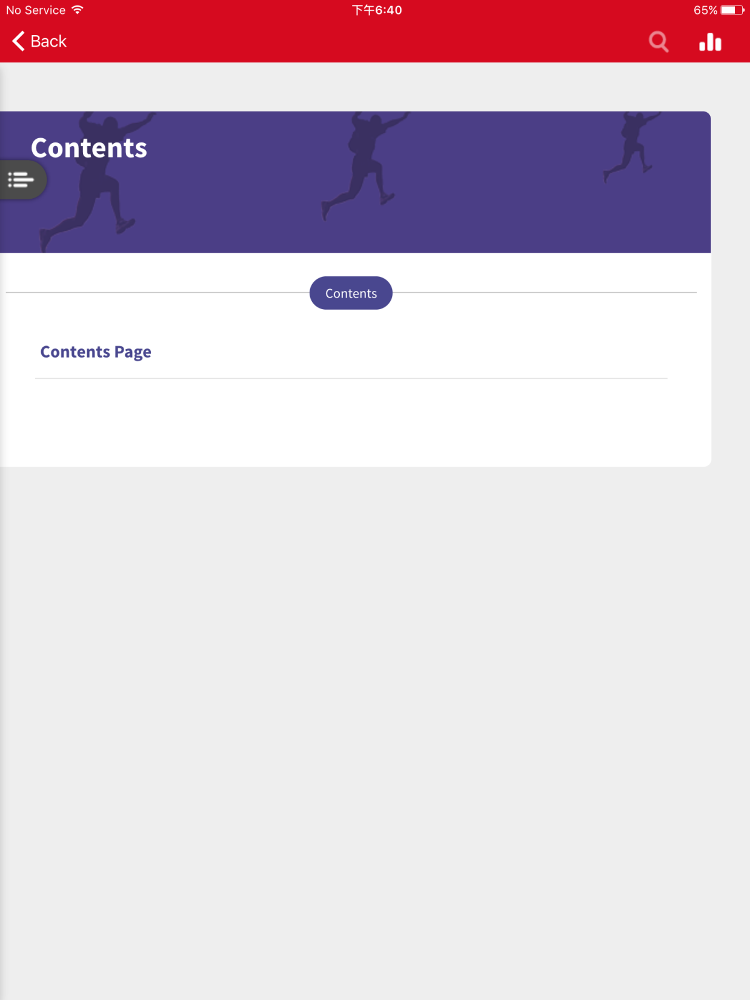 No Service 下午6:40 65%
Back
Contents
Contents
Contents Page